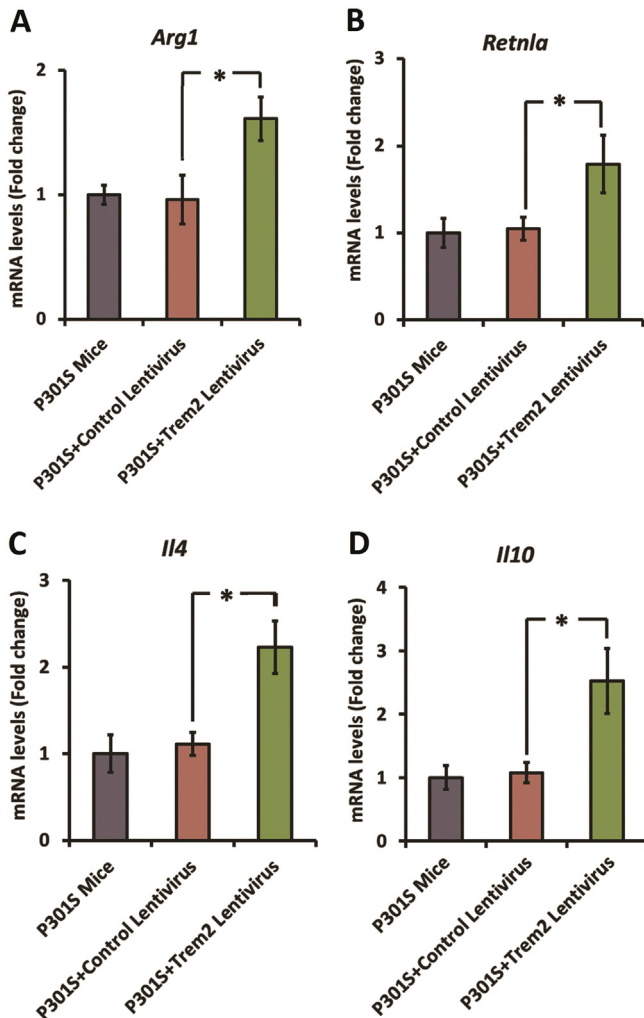 A
Arg1
mRNA levels (Fold change)
2
1
0
*
P301S Mice
P301S+Control Lentivirus
P301S+Trem2 Lentivirus
B
Retnla
mRNA levels (Fold change)
3
2
1
0
*
P301S Mice
P301S+Control Lentivirus
P301S+Trem2 Lentivirus
C
Il4
mRNA levels (Fold change)
3
2
1
0
*
P301S Mice
P301S+Control Lentivirus
P301S+Trem2 Lentivirus
D
Il10
mRNA levels (Fold change)
4
3
2
1
0
*
P301S Mice
P301S+Control Lentivirus
P301S+Trem2 Lentivirus